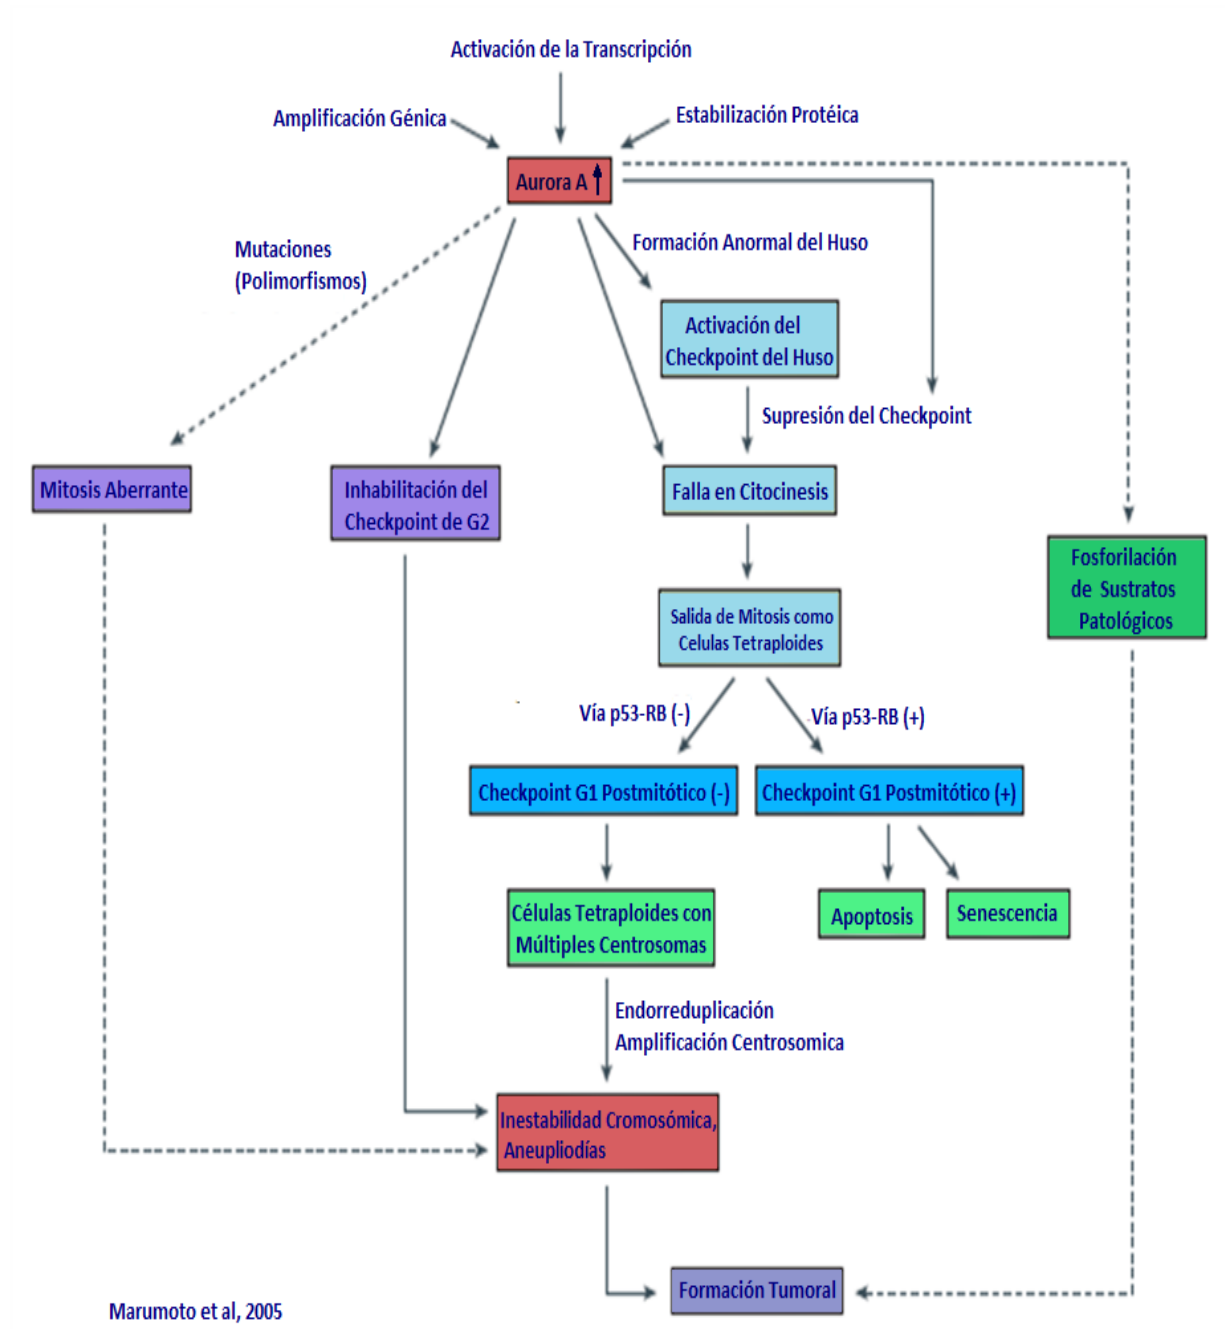 Activación de la Transcripción
Amplificación Génica
Estabilización Protéica
Aurora A
Mutaciones
(Polimorfismos)
Formación Anormal del Huso
Activación del
Checkpoint del Huso
Supresión del Checkpoint
Mitosis Aberrante
Inhabilitación del
Checkpoint de G2
Falla en Citocinesis
Fosforilación
de Sustratos
Patológicos
Salida de Mitosis como
Celulas Tetraploides
Vía p53-RB (-)
Vía p53-RB (+)
Checkpoint G1 Postmitótico (-)
Checkpoint G1 Postmitótico (+)
Células Tetraploides con
Múltiples Centrosomas
Apoptosis
Senescencia
Endorreduplicación
Amplificación Centrosomica
Inestabilidad Cromosómica,
Aneupliodías
Formación Tumoral
Marumoto et al, 2005